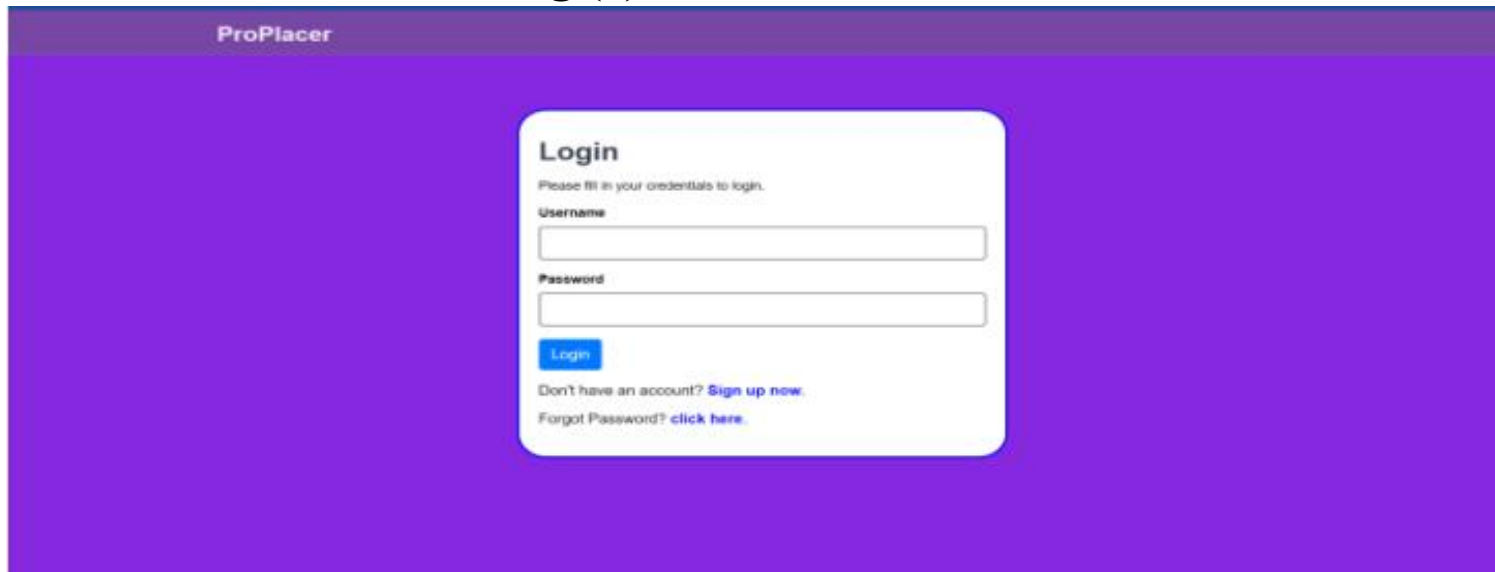 ProPlacer
Login
Please fill in your credentials to login.
Username
Password
Login
Don't have an account? Sign up now.
Forgot Password? click here.